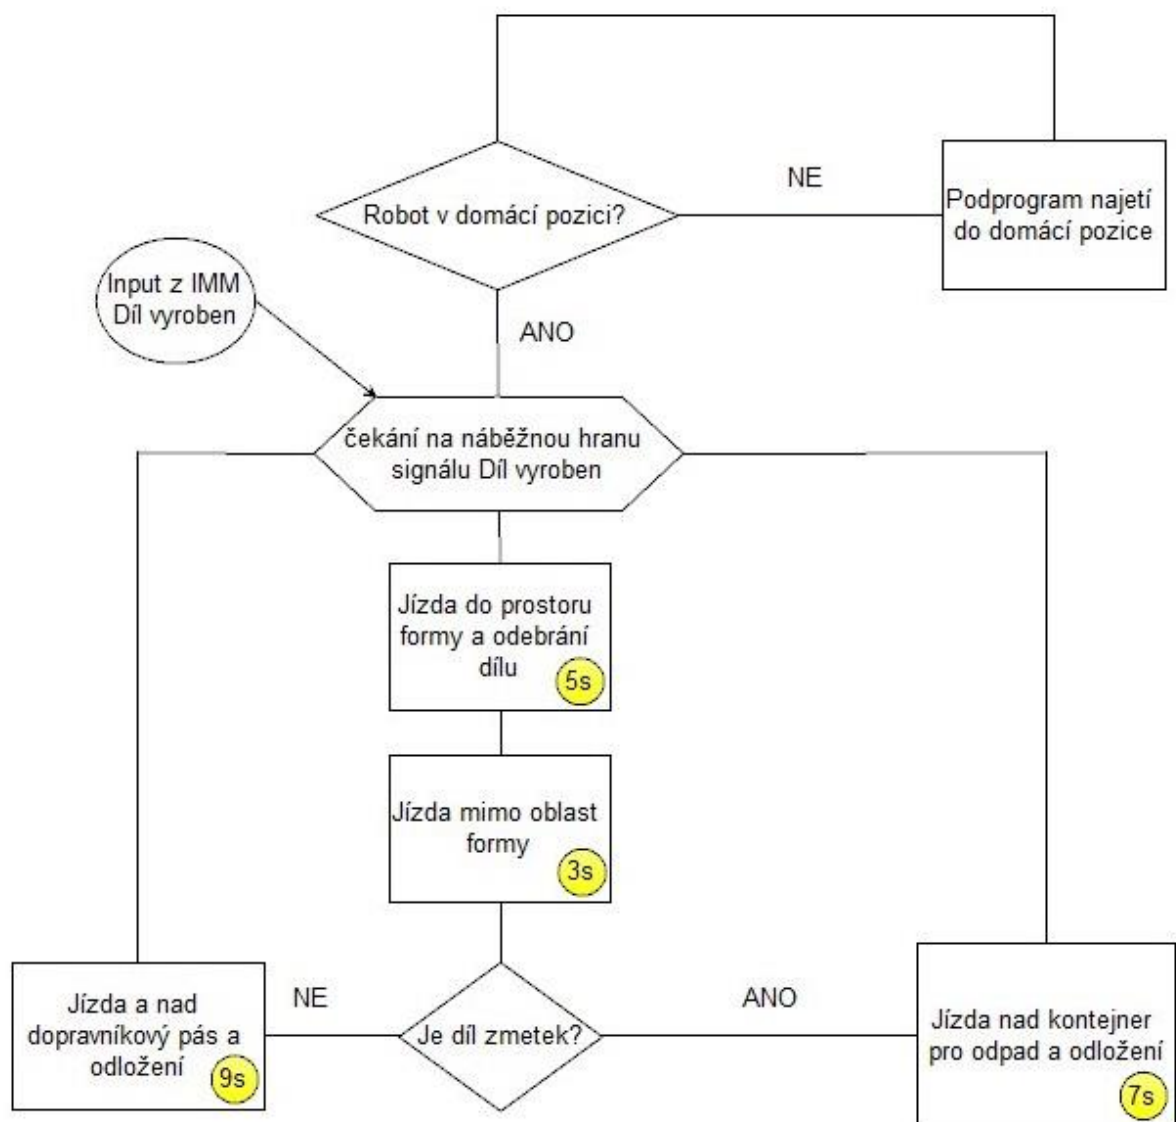 Robot v domácí pozici?
NE
Podprogram najetí
do domácí pozice
Input z IMM
Díl vyroben
ANO
čekání na náběžnou hranu
signálu Díl vyroben
Jízda do prostoru
formy a odebrání
dílu
5s
Jízda mimo oblast
formy
3s
Jízda a nad
dopravníkový pás a
odložení
9s
NE
Je díl zmetek?
ANO
Jízda nad kontejner
pro odpad a odložení
7s